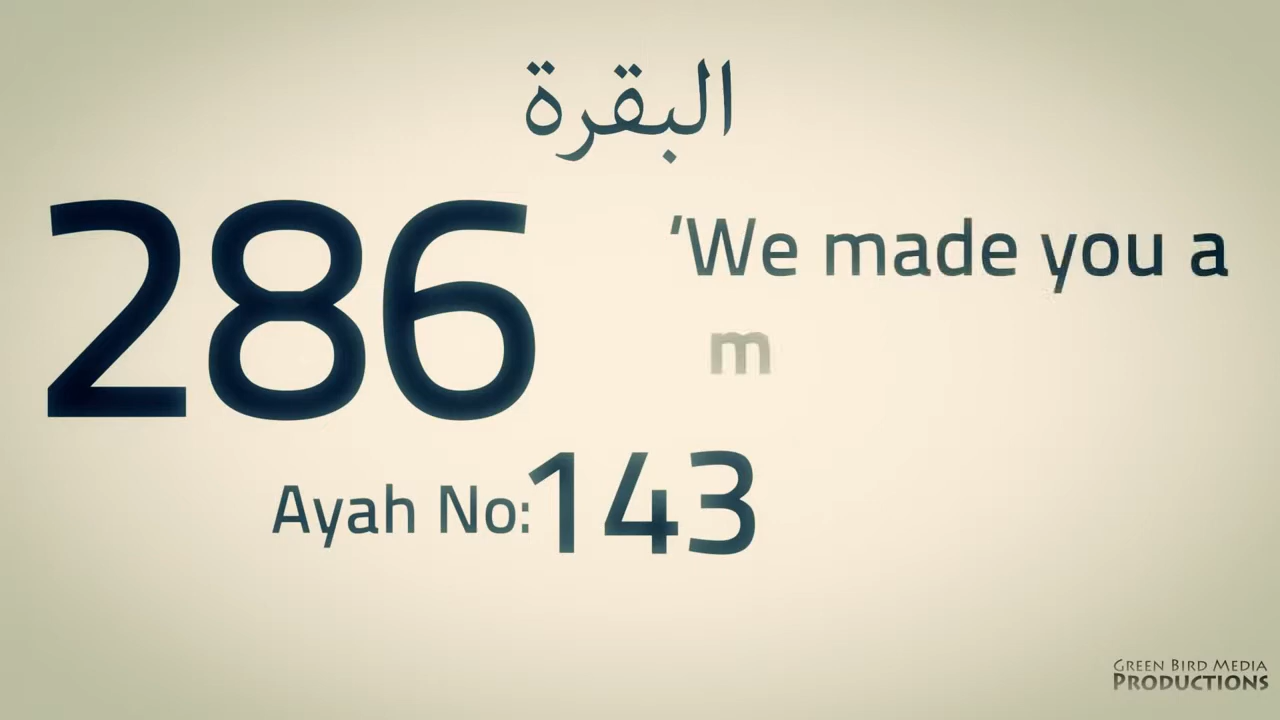 البقرة
286
‘We made you a
m
Ayah No:143
GREEN BIRD MEDIA
PRODUCTIONS